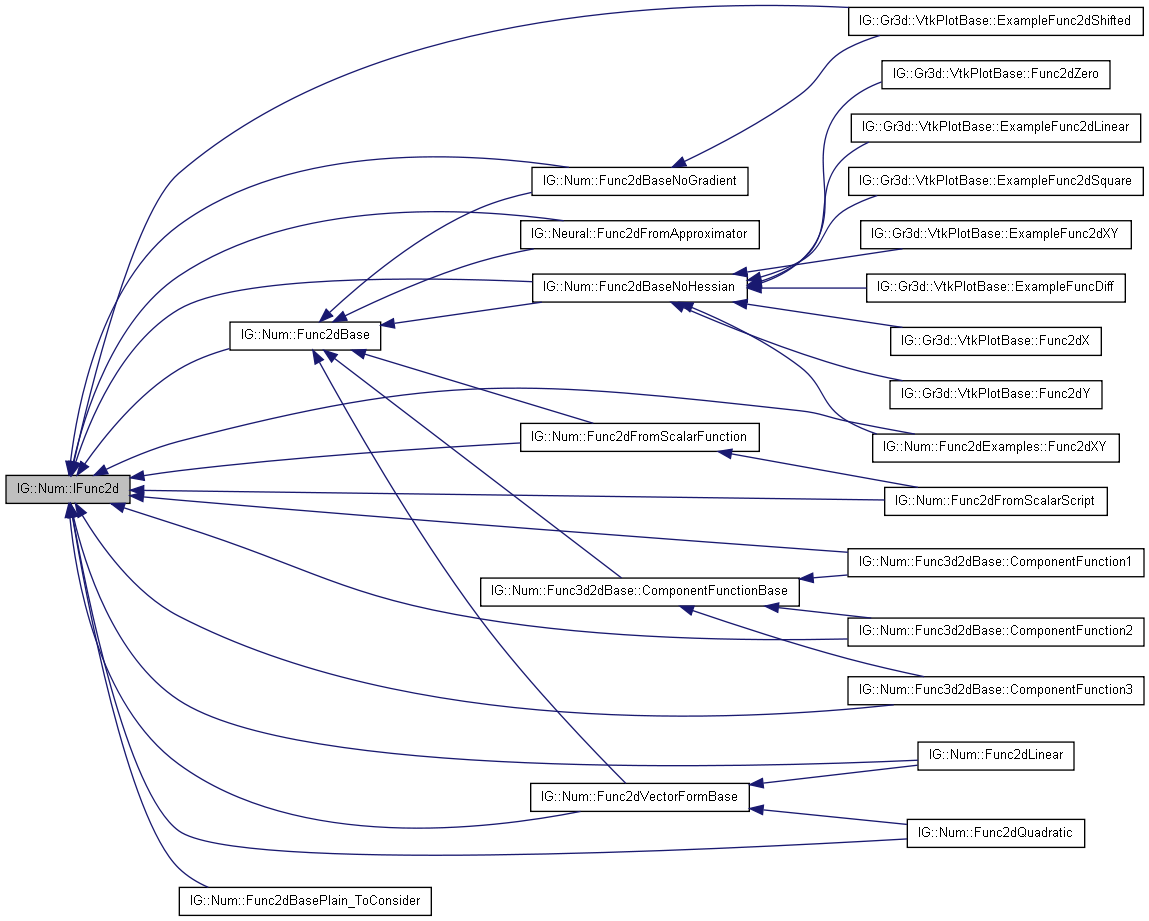 IG::Gr3d::VtkPlotBase::ExampleFunc2dShifted
IG::Gr3d::VtkPlotBase::Func2dZero
IG::Gr3d::VtkPlotBase::ExampleFunc2dLinear
IG::Num::Func2dBaseNoGradient
IG::Gr3d::VtkPlotBase::ExampleFunc2dSquare
IG::Neural::Func2dFromApproximator
IG::Gr3d::VtkPlotBase::ExampleFunc2dXY
IG::Num::Func2dBaseNoHessian
IG::Gr3d::VtkPlotBase::ExampleFuncDiff
IG::Num::Func2dBase
IG::Gr3d::VtkPlotBase::Func2dX
IG::Gr3d::VtkPlotBase::Func2dY
IG::Num::Func2dFromScalarFunction
IG::Num::Func2dExamples::Func2dXY
IG::Num::IFunc2d
IG::Num::Func2dFromScalarScript
IG::Num::Func3d2dBase::ComponentFunction1
IG::Num::Func3d2dBase::ComponentFunctionBase
IG::Num::Func3d2dBase::ComponentFunction2
IG::Num::Func3d2dBase::ComponentFunction3
IG::Num::Func2dLinear
IG::Num::Func2dVectorFormBase
IG::Num::Func2dQuadratic
IG::Num::Func2dBasePlain_ToConsider